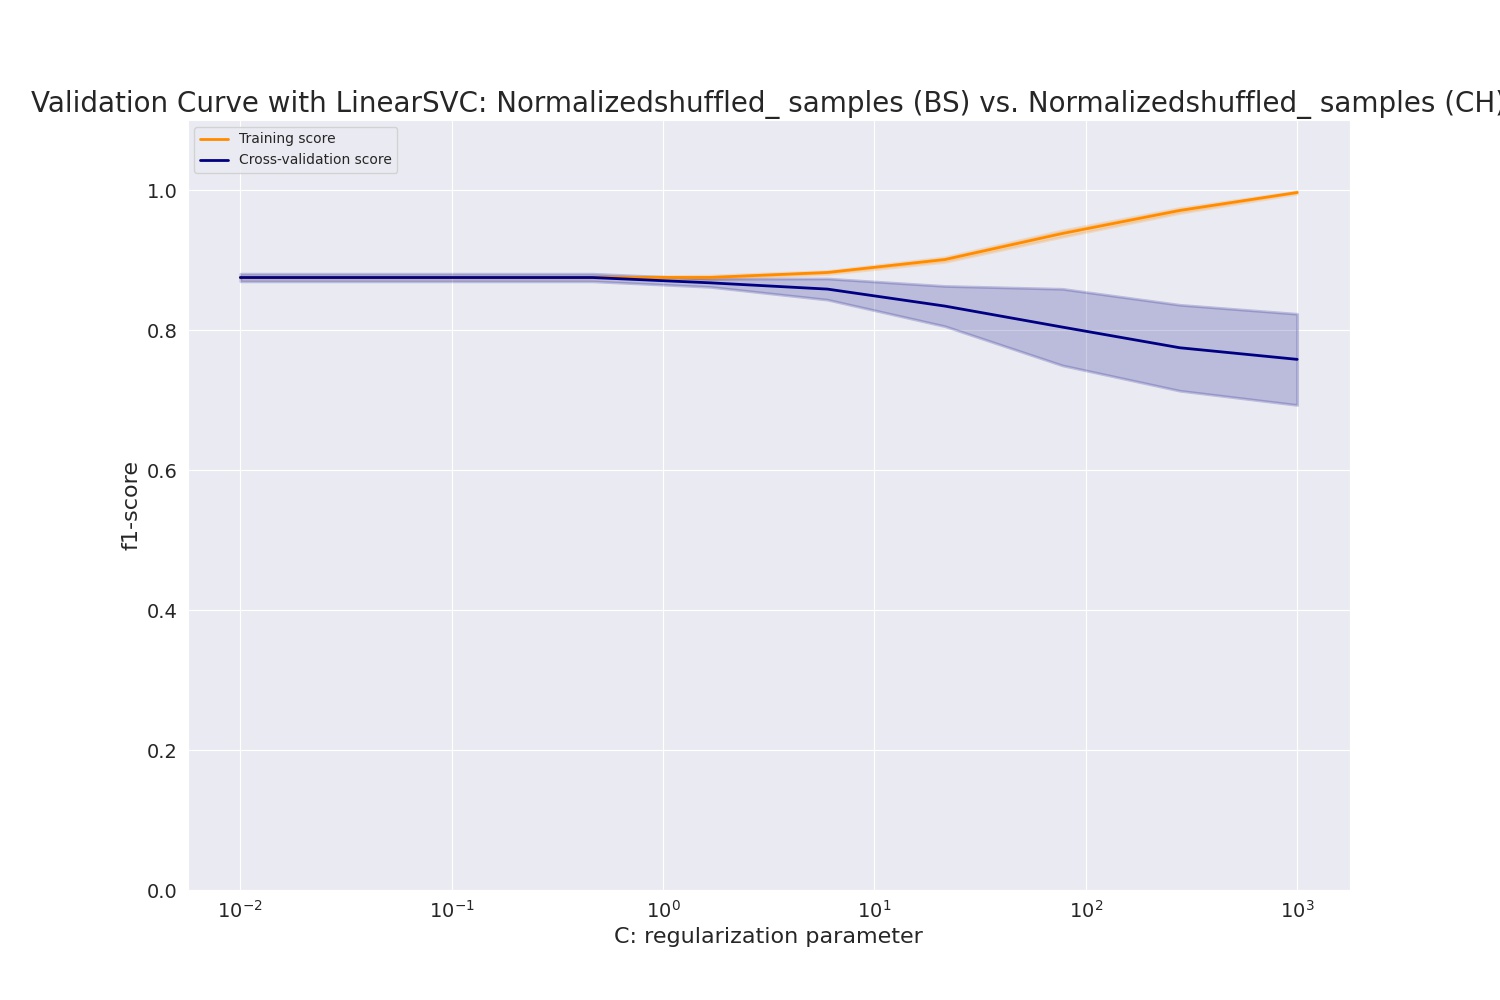 Validation Curve with LinearSVC: Normalizedshuffled_ samples (BS) vs. Normalizedshuffled_ samples (CH)
Training score
Cross-validation score
1.0
0.8
0.6
0.4
0.2
0.0
f1-score
10⁻² 10⁻¹ 10⁰ 10¹ 10² 10³
C: regularization parameter